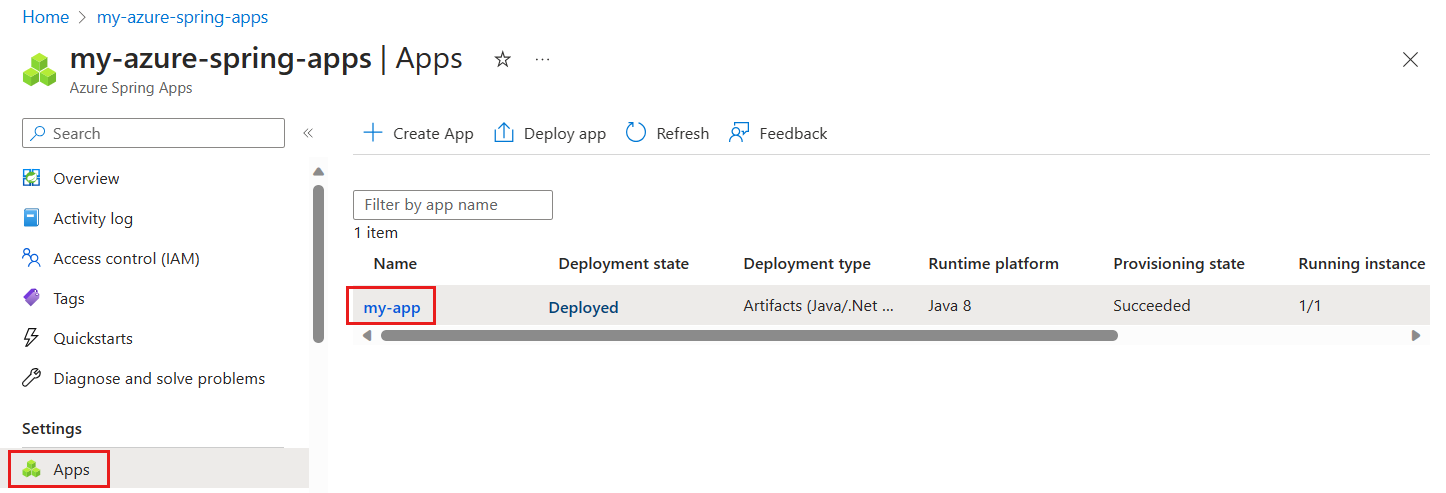 Home > my-azure-spring-apps
my-azure-spring-apps | Apps ...
Azure Spring Apps
Search
«
Overview
Activity log
Access control (IAM)
Tags
Quickstarts
Diagnose and solve problems
Settings
Apps
Create App Deploy app Refresh Feedback
Filter by app name
1 item
Name Deployment state Deployment type Runtime platform Provisioning state Running instance
my-app Deployed Artifacts (Java/.Net ... Java 8 Succeeded 1/1